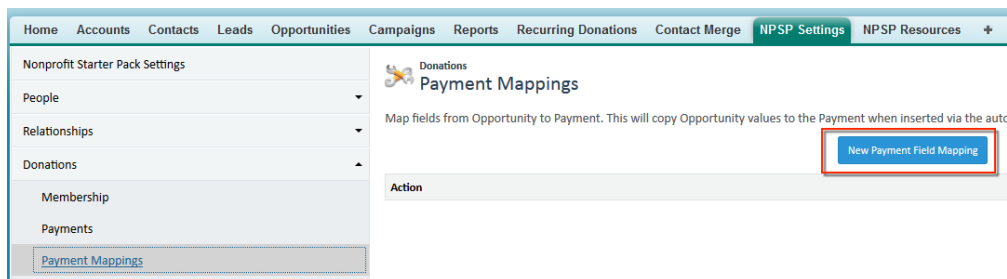 Home Accounts Contacts Leads Opportunities Campaigns Reports Recurring Donations Contact Merge NPSP Settings NPSP Resources +
Nonprofit Starter Pack Settings
People
Relationships
Donations
Membership
Payments
Payment Mappings
Donations
Payment Mappings
Map fields from Opportunity to Payment. This will copy Opportunity values to the Payment when inserted via the auto
New Payment Field Mapping
Action